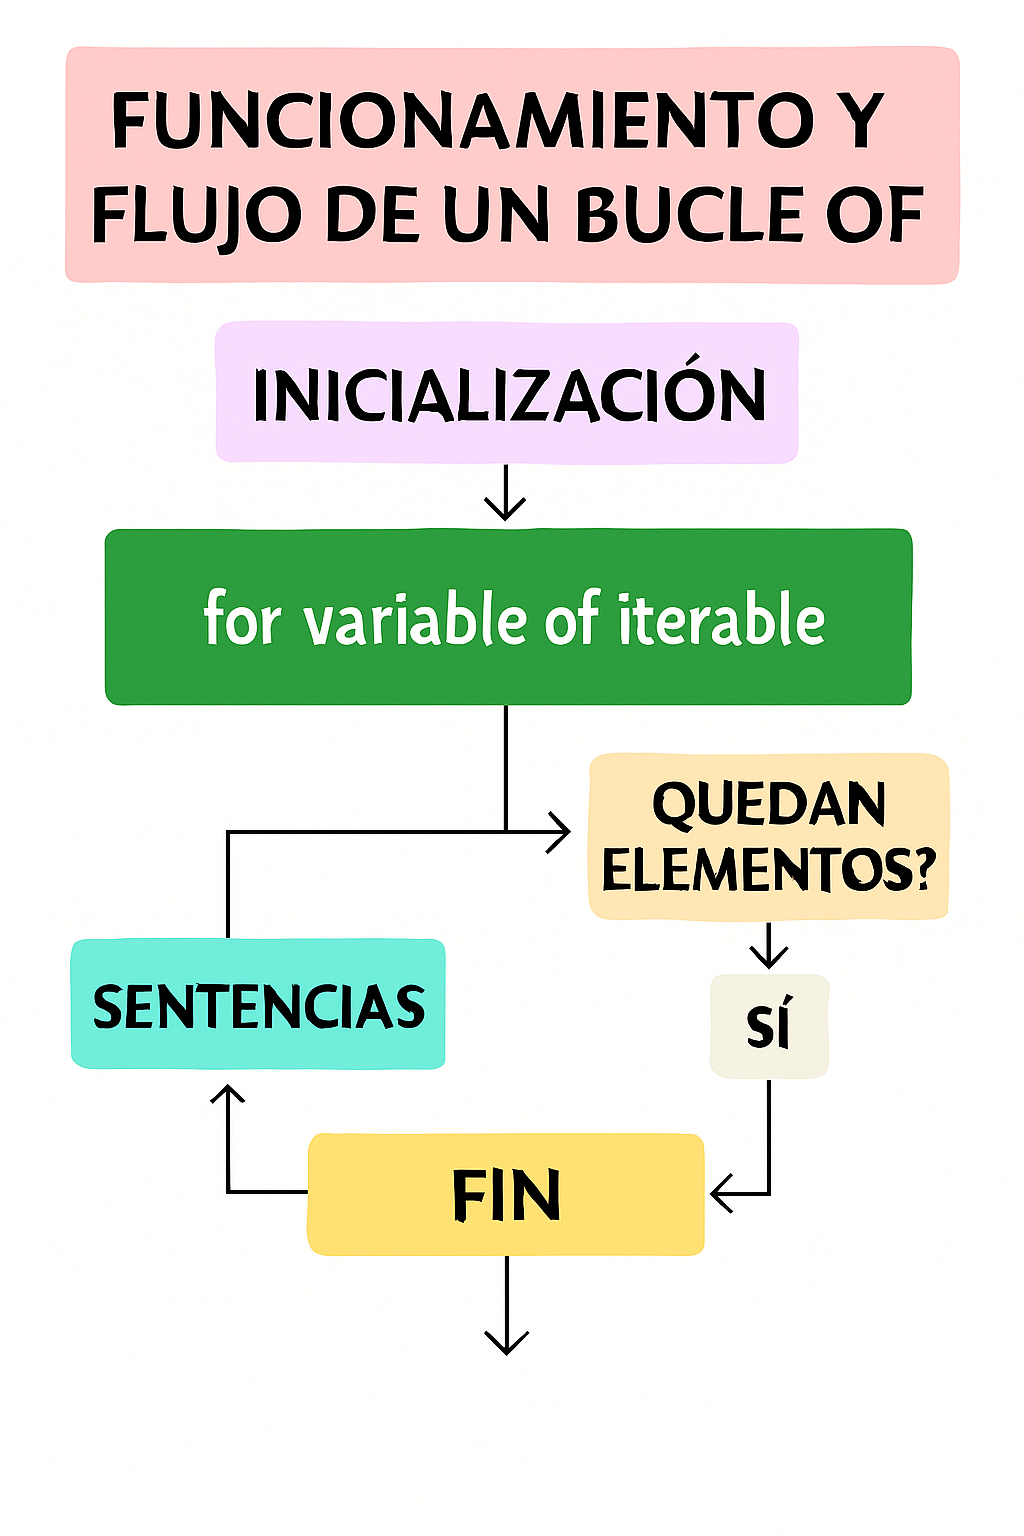 FUNCIONAMIENTO Y
FLUJO DE UN BUCLE OF
INICIALIZACIÓN
for variable of iterable
QUEDAN
ELEMENTOS?
SENTENCIAS
SÍ
FIN